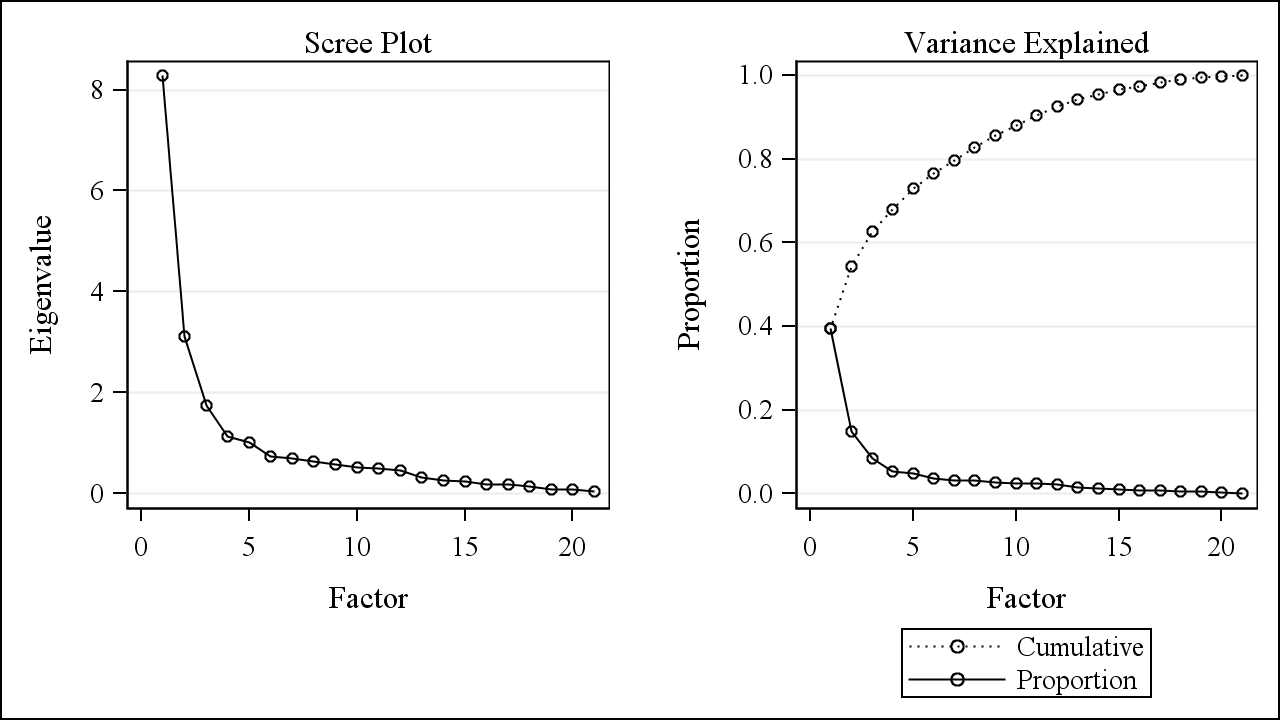 Scree Plot
Eigenvalue
8
6
4
2
0
0 5 10 15 20
Factor
Variance Explained
Proportion
1.0
0.8
0.6
0.4
0.2
0.0
0 5 10 15 20
Factor
Cumulative
Proportion